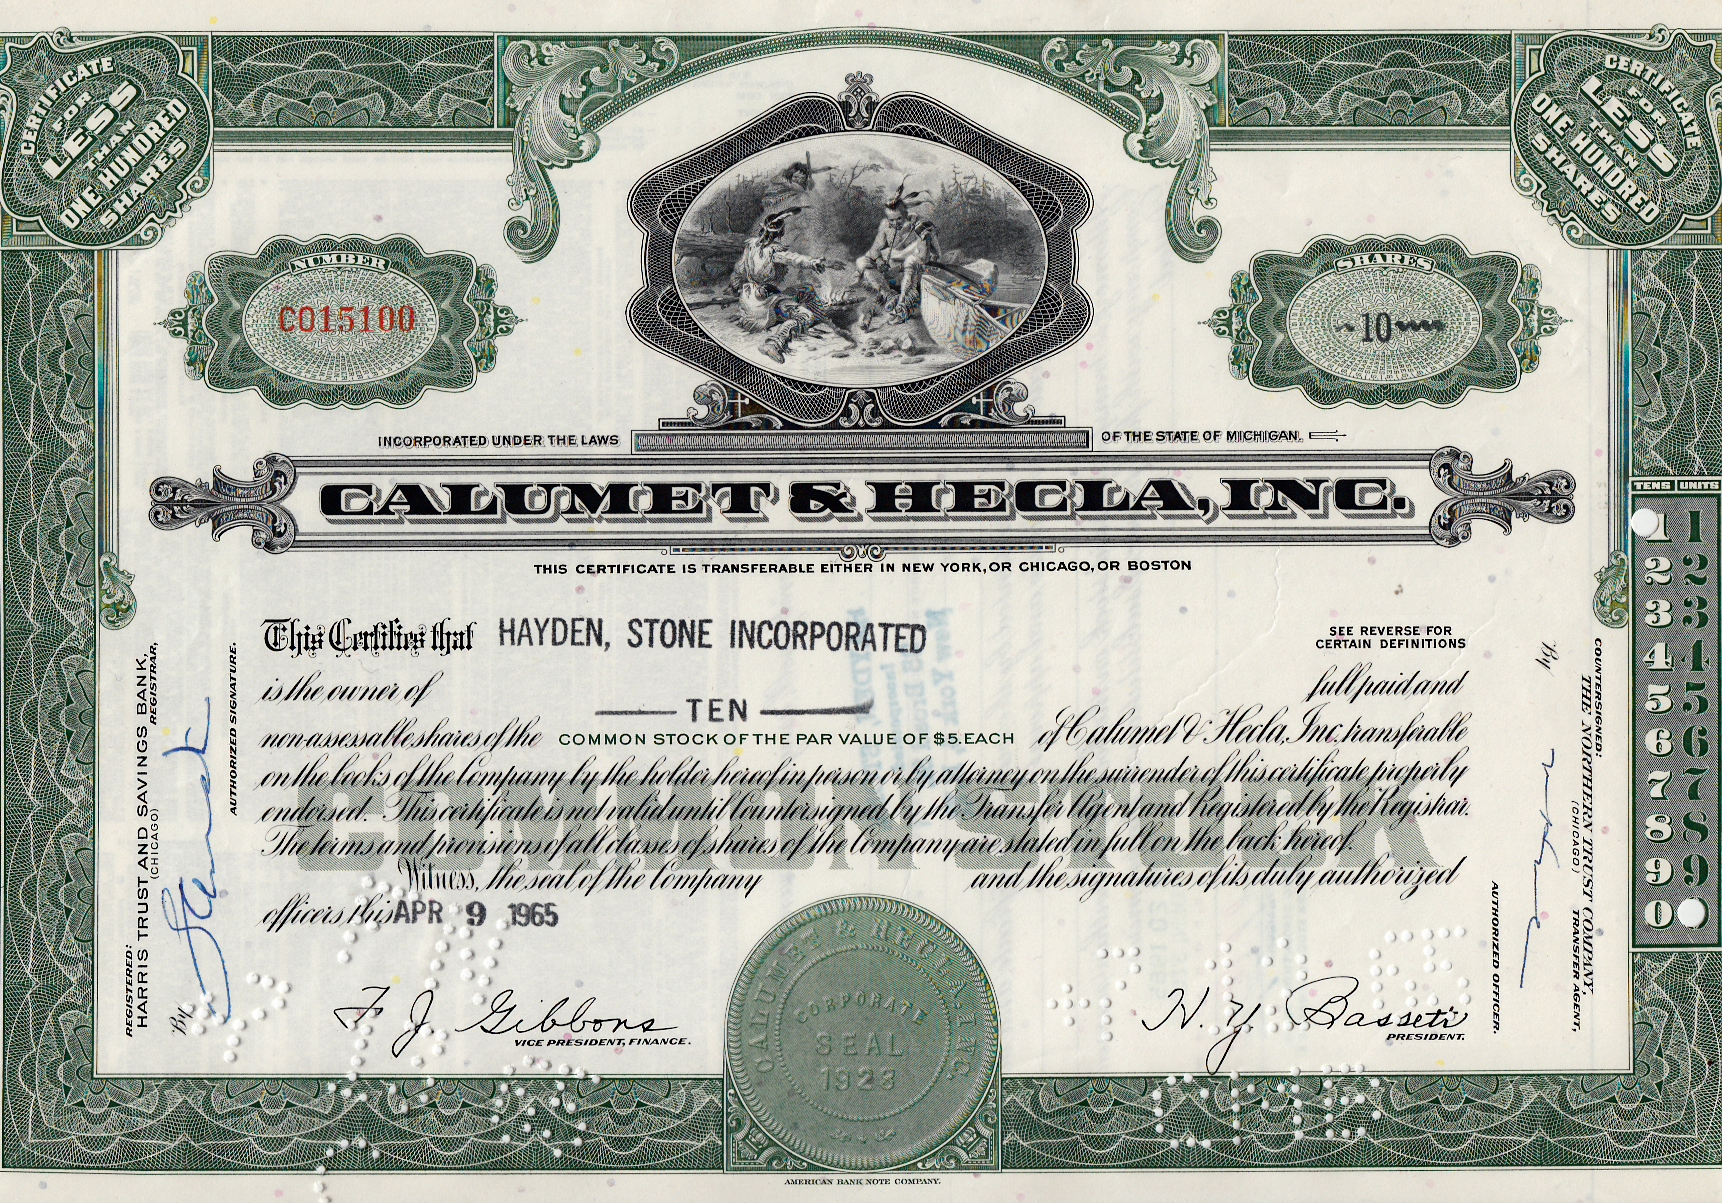 CERTIFICATE
FOR
LESS
THAN
ONE HUNDRED
SHARES
CERTIFICATE
FOR
LESS
THAN
ONE HUNDRED
SHARES
NUMBER
C015100
SHARES
10
INCORPORATED UNDER THE LAWS OF THE STATE OF MICHIGAN.
CALUMET & HECLA, INC.
THIS CERTIFICATE IS TRANSFERABLE EITHER IN NEW YORK, OR CHICAGO, OR BOSTON
This Certifies that HAYDEN, STONE INCORPORATED
SEE REVERSE FOR
CERTAIN DEFINITIONS
is the owner of TEN full paid and
non-assessable shares of the COMMON STOCK OF THE PAR VALUE OF $5. EACH of Calumet & Hecla, Inc. transferable
on the books of the Company by the holder hereof in person or by attorney on the surrender of this certificate properly
endorsed. This certificate is not valid until Countersigned by the Transfer Agent and Registered by the Registrar.
The terms and provisions of all classes of shares of the Company are stated in full on the back hereof.
COMMON STOCK
Witness, the seal of the Company and the signatures of its duly authorized
officers this APR 9 1965
F. J. Gibbons
VICE PRESIDENT, FINANCE.
H. Y. Bassett
PRESIDENT.
CALUMET & HECLA, INC.
CORPORATE
SEAL
1923
REGISTERED:
HARRIS TRUST AND SAVINGS BANK,
(CHICAGO)
REGISTRAR,
By
AUTHORIZED SIGNATURE.
COUNTERSIGNED:
THE NORTHERN TRUST COMPANY,
(CHICAGO)
TRANSFER AGENT,
By
AUTHORIZED OFFICER.
TENS UNITS
1 1
2 2
3 3
4 4
5 5
6 6
7 7
8 8
9 9
0
AMERICAN BANK NOTE COMPANY.